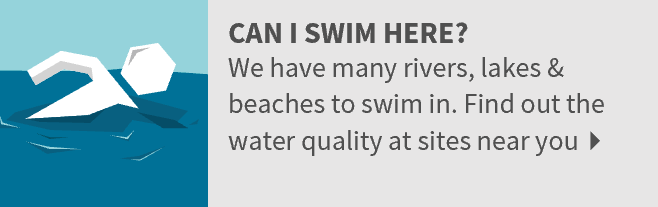 CAN I SWIM HERE?
We have many rivers, lakes &
beaches to swim in. Find out the
water quality at sites near you